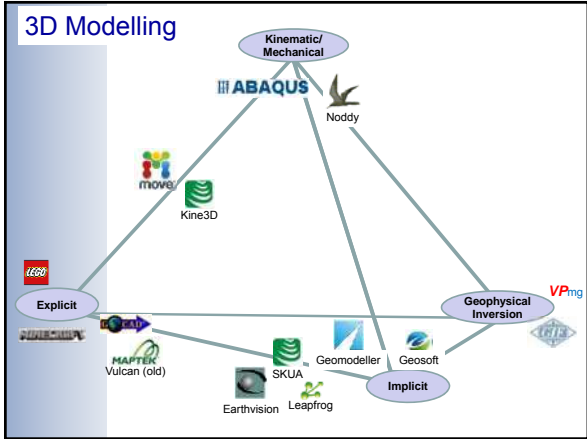 3D Modelling
Kinematic/
Mechanical
ABAQUS
Noddy
move
Kine3D
LEGO
Explicit
MINECRAFT
GOCAD
MAPTEK
Vulcan (old)
Geophysical
Inversion
VPmg
SKUA
Geomodeller
Geosoft
Implicit
Earthvision
Leapfrog